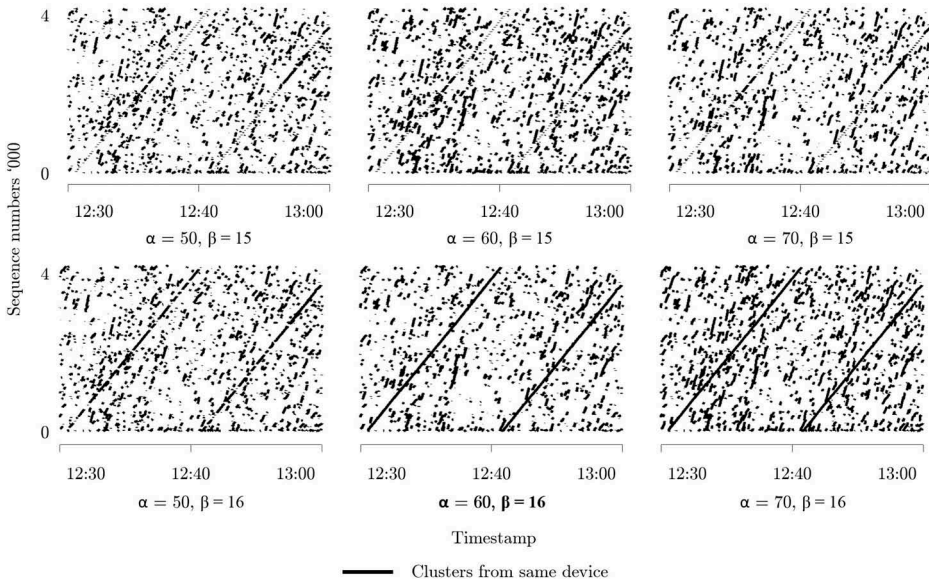 Sequence numbers ‘000
4
0
12:30 12:40 13:00
12:30 12:40 13:00
12:30 12:40 13:00
α = 50, β = 15
α = 60, β = 15
α = 70, β = 15
4
0
12:30 12:40 13:00
12:30 12:40 13:00
12:30 12:40 13:00
α = 50, β = 16
α = 60, β = 16
α = 70, β = 16
Timestamp
Clusters from same device